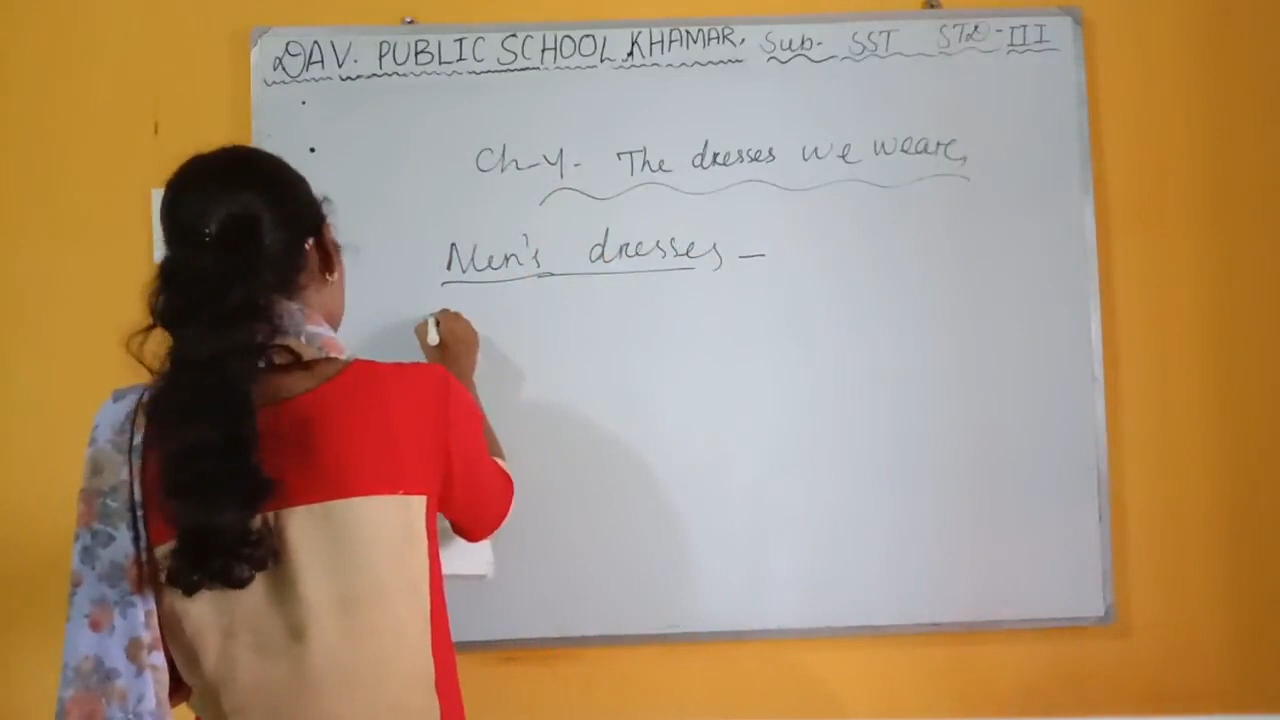 DAV. PUBLIC SCHOOL, KHAMAR. Sub- SST STD-III
Ch-4. The dresses we wear,
Men's dresses -